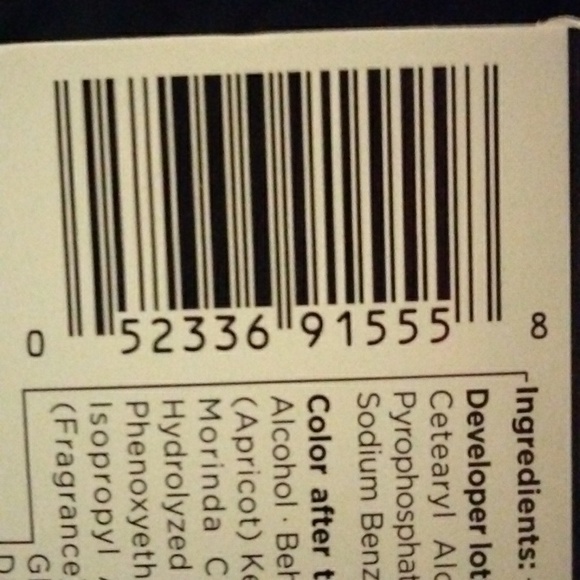 0 52336 91555 8
Ingredients:
Developer lot
Cetearyl Alc
Pyrophosphat
Sodium Benz
Color after t
Alcohol · Beh
(Apricot) Ke
Morinda C
Hydrolyzed
Phenoxyeth
Isopropyl
(Fragrance
Gl
D